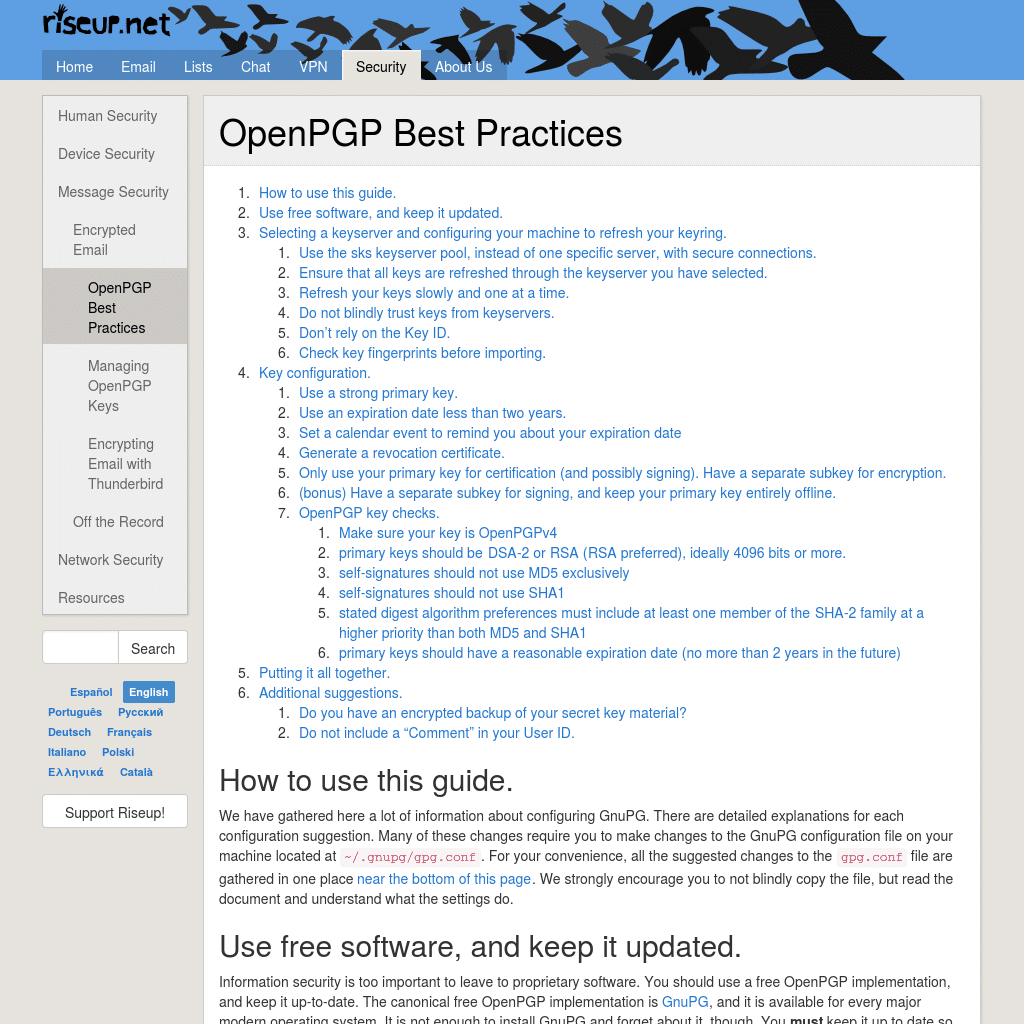 riseup.net
Home Email Lists Chat VPN Security About Us
Human Security
Device Security
Message Security
Encrypted
Email
OpenPGP
Best
Practices
Managing
OpenPGP
Keys
Encrypting
Email with
Thunderbird
Off the Record
Network Security
Resources
Search
Español English
Português Русский
Deutsch Français
Italiano Polski
Ελληνικά Català
Support Riseup!
OpenPGP Best Practices
1. How to use this guide.
2. Use free software, and keep it updated.
3. Selecting a keyserver and configuring your machine to refresh your keyring.
1. Use the sks keyserver pool, instead of one specific server, with secure connections.
2. Ensure that all keys are refreshed through the keyserver you have selected.
3. Refresh your keys slowly and one at a time.
4. Do not blindly trust keys from keyservers.
5. Don’t rely on the Key ID.
6. Check key fingerprints before importing.
4. Key configuration.
1. Use a strong primary key.
2. Use an expiration date less than two years.
3. Set a calendar event to remind you about your expiration date
4. Generate a revocation certificate.
5. Only use your primary key for certification (and possibly signing). Have a separate subkey for encryption.
6. (bonus) Have a separate subkey for signing, and keep your primary key entirely offline.
7. OpenPGP key checks.
1. Make sure your key is OpenPGPv4
2. primary keys should be DSA-2 or RSA (RSA preferred), ideally 4096 bits or more.
3. self-signatures should not use MD5 exclusively
4. self-signatures should not use SHA1
5. stated digest algorithm preferences must include at least one member of the SHA-2 family at a
higher priority than both MD5 and SHA1
6. primary keys should have a reasonable expiration date (no more than 2 years in the future)
5. Putting it all together.
6. Additional suggestions.
1. Do you have an encrypted backup of your secret key material?
2. Do not include a “Comment” in your User ID.
How to use this guide.
We have gathered here a lot of information about configuring GnuPG. There are detailed explanations for each
configuration suggestion. Many of these changes require you to make changes to the GnuPG configuration file on your
machine located at ~/.gnupg/gpg.conf. For your convenience, all the suggested changes to the gpg.conf file are
gathered in one place near the bottom of this page. We strongly encourage you to not blindly copy the file, but read the
document and understand what the settings do.
Use free software, and keep it updated.
Information security is too important to leave to proprietary software. You should use a free OpenPGP implementation,
and keep it up-to-date. The canonical free OpenPGP implementation is GnuPG, and it is available for every major
modern operating system. It is not enough to install GnuPG and forget about it, though. You must keep it up to date so